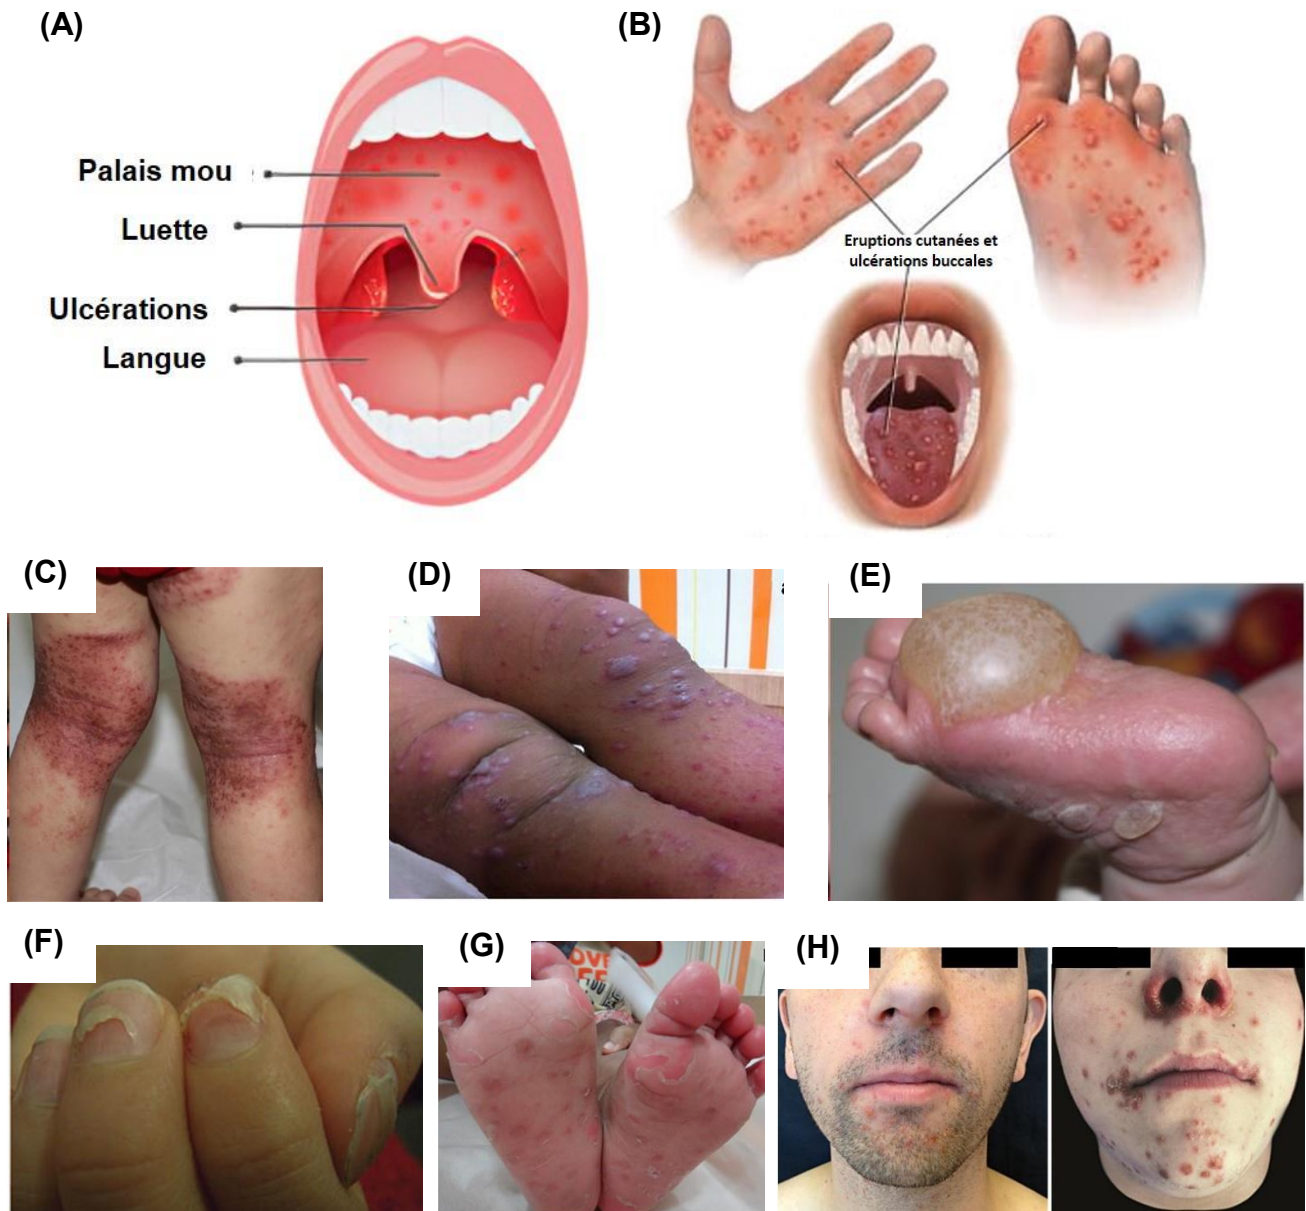 (A)
(B)
Palais mou
Luette
Ulcérations
Langue
Eruptions cutanées et
ulcérations buccales
(C)
(D)
(E)
(F)
(G)
(H)